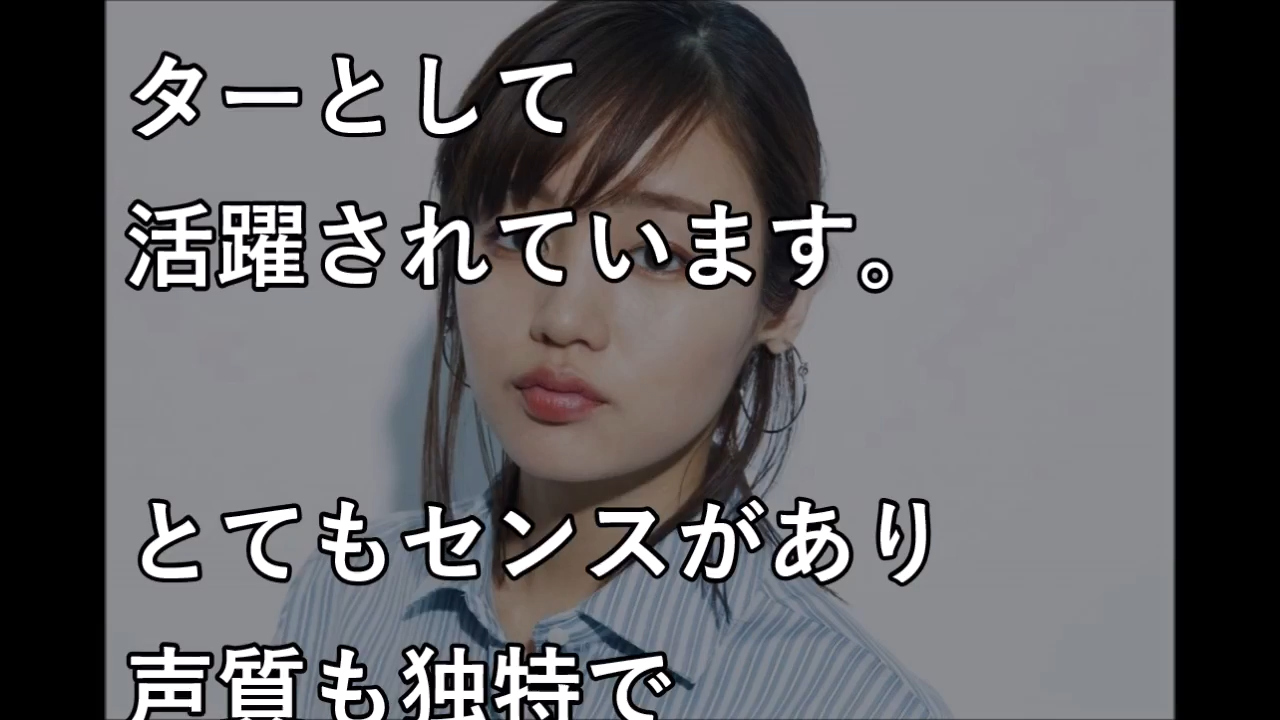 ターとして
活躍されています。
とてもセンスがあり
声質も独特で